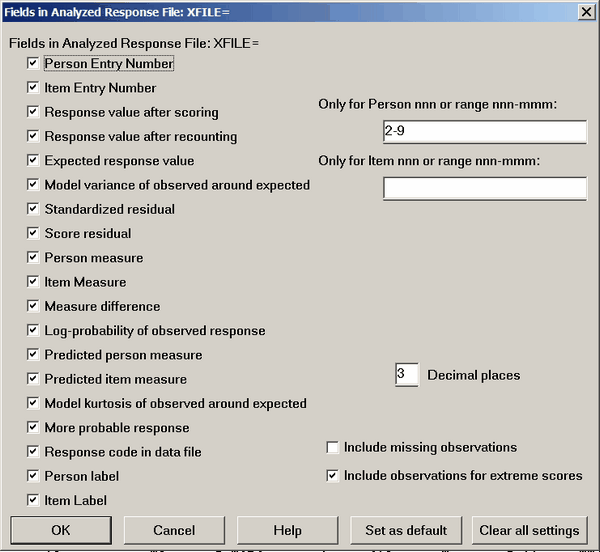 Fields in Analyzed Response File: XFILE=
Fields in Analyzed Response File: XFILE=
Person Entry Number
Item Entry Number
Response value after scoring
Response value after recounting
Expected response value
Model variance of observed around expected
Standardized residual
Score residual
Person measure
Item Measure
Measure difference
Log-probability of observed response
Predicted person measure
Predicted item measure
Model kurtosis of observed around expected
More probable response
Response code in data file
Person label
Item Label
Only for Person nnn or range nnn-mmm:
2-9
Only for Item nnn or range nnn-mmm:
3 Decimal places
Include missing observations
Include observations for extreme scores
OK Cancel Help Set as default Clear all settings